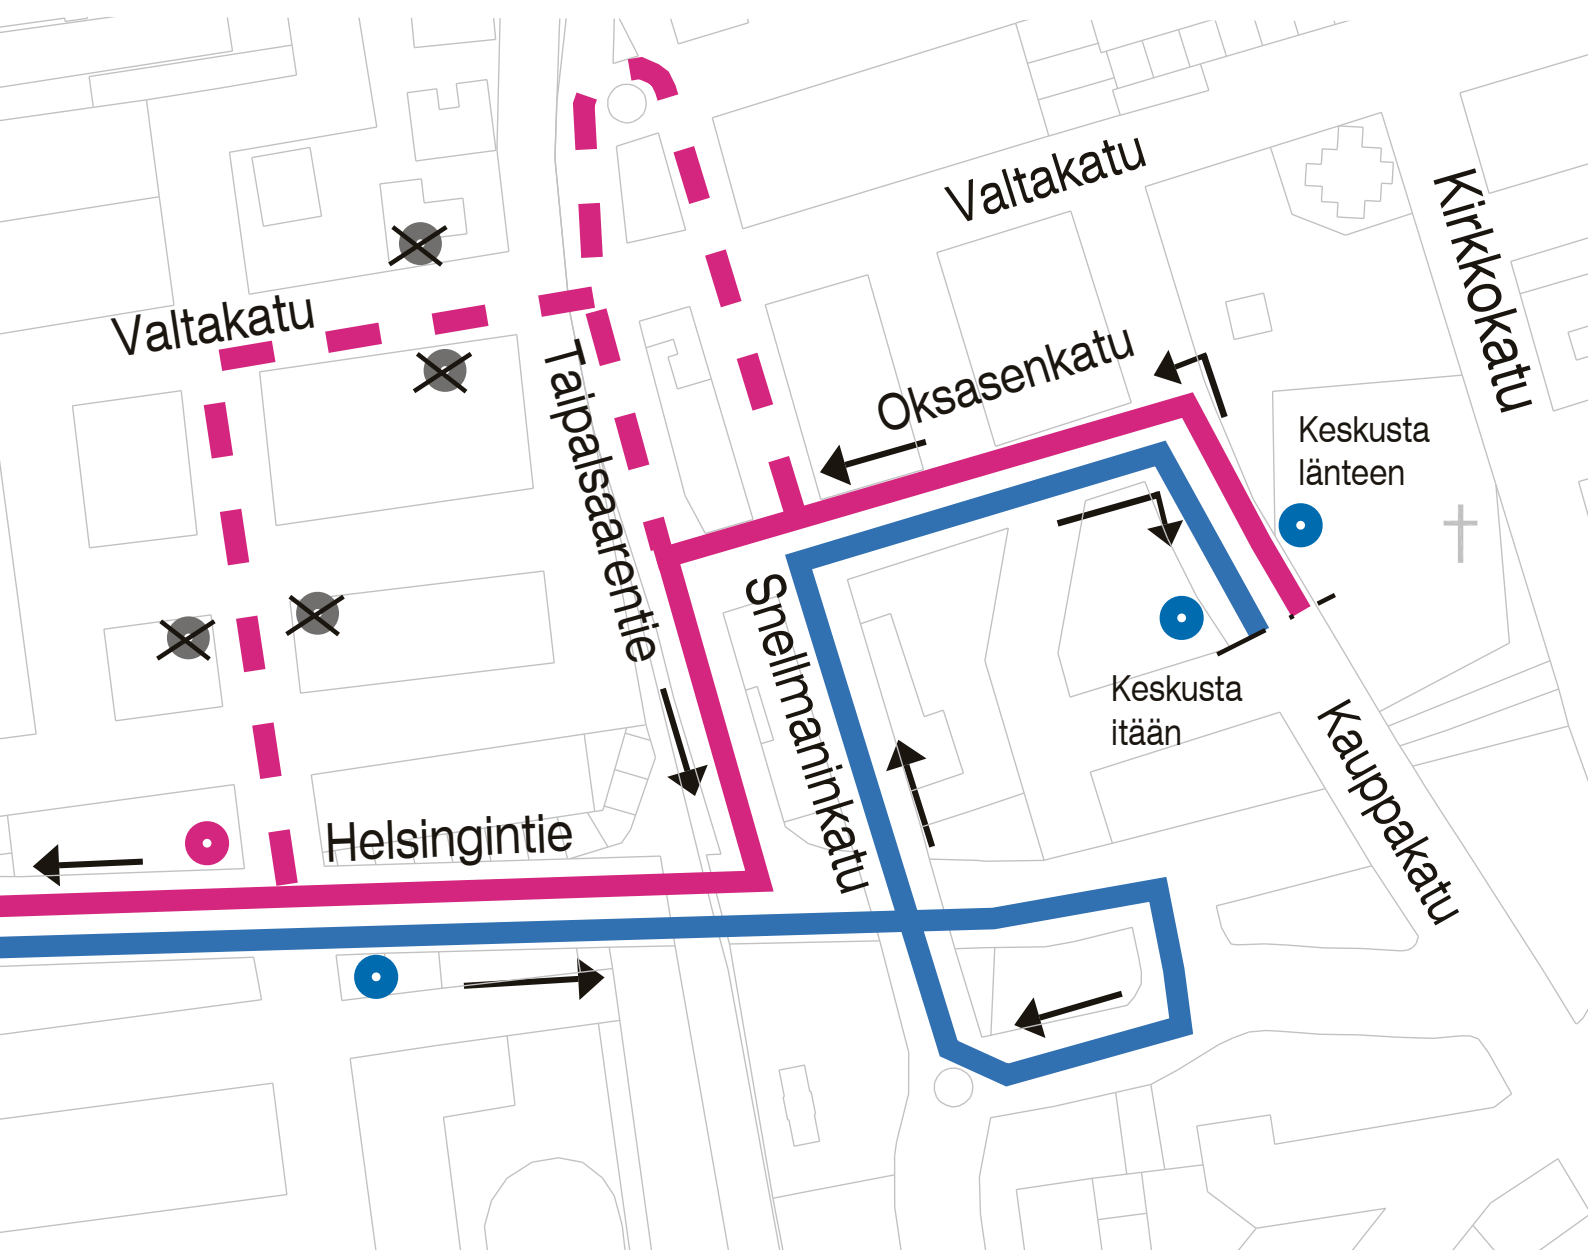 Valtakatu
Kirkkokatu
Valtakatu
Oksasenkatu
Taipalsaarentie
Keskusta
länteen
Snellmaninkatu
Keskusta
itään
Kauppakatu
Helsingintie